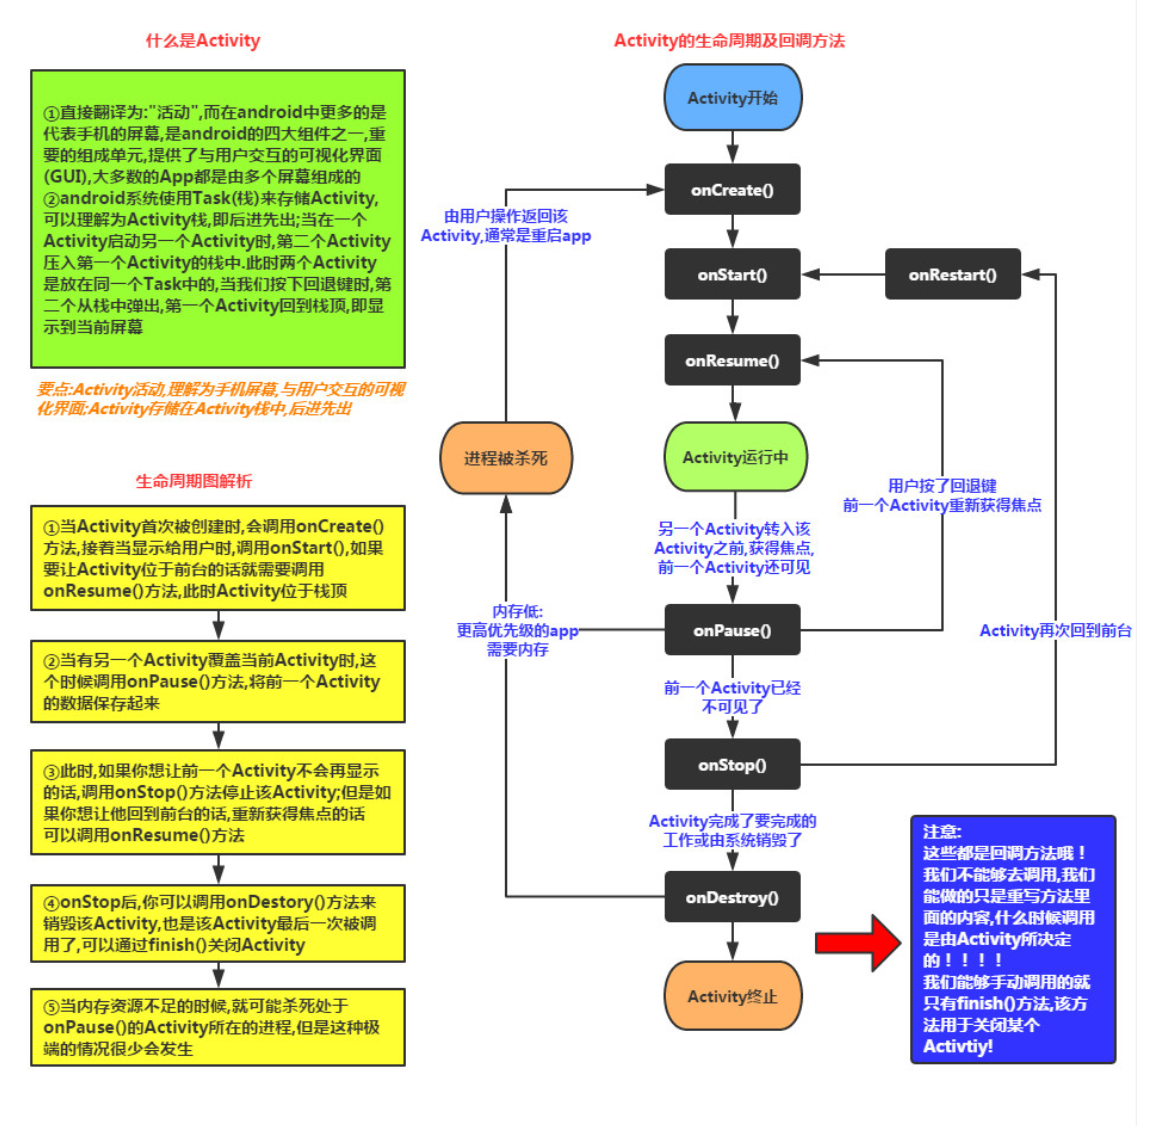 什么是Activity
①直接翻译为:"活动",而在android中更多的是
代表手机的屏幕,是android的四大组件之一,重
要的组成单元,提供了与用户交互的可视化界面
(GUI),大多数的App都是由多个屏幕组成的
②android系统使用Task(栈)来存储Activity,
可以理解为Activity栈,即后进先出;当在一个
Activity启动另一个Activity时,第二个Activity
压入第一个Activity的栈中.此时两个Activity
是放在同一个Task中的,当我们按下回退键时,第
二个从栈中弹出,第一个Activity回到栈顶,即显
示到当前屏幕
要点:Activity活动,理解为手机屏幕,与用户交互的可视
化界面;Activity存储在Activity栈中,后进先出
生命周期图解析
①当Activity首次被创建时,会调用onCreate()
方法,接着当显示给用户时,调用onStart(),如果
要让Activity位于前台的话就需要调用
onResume()方法,此时Activity位于栈顶
②当有另一个Activity覆盖当前Activity时,这
个时候调用onPause()方法,将前一个Activity
的数据保存起来
③此时,如果你想让前一个Activity不会再显示
的话,调用onStop()方法停止该Activity;但是如
果你想让他回到前台的话,重新获得焦点的话
可以调用onResume()方法
④onStop后,你可以调用onDestory()方法来
销毁该Activity,也是该Activity最后一次被调
用了,可以通过finish()关闭Activity
⑤当内存资源不足的时候,就可能杀死处于
onPause()的Activity所在的进程,但是这种极
端的情况很少会发生
Activity的生命周期及回调方法
Activity开始
onCreate()
由用户操作返回该
Activity,通常是重启app
onStart()
onRestart()
onResume()
进程被杀死
Activity运行中
用户按了回退键
前一个Activity重新获得焦点
另一个Activity转入该
Activity之前,获得焦点,
前一个Activity还可见
内存低:
更高优先级的app
需要内存
onPause()
Activity再次回到前台
前一个Activity已经
不可见了
onStop()
Activity完成了要完成的
工作或由系统销毁了
onDestroy()
Activity终止
注意:
这些都是回调方法哦！
我们不能够去调用,我们
能做的只是重写方法里
面的内容,什么时候调用
是由Activity所决定
的！！！！
我们能够手动调用的就
只有finish()方法,该方
法用于关闭某个
Activtiy!